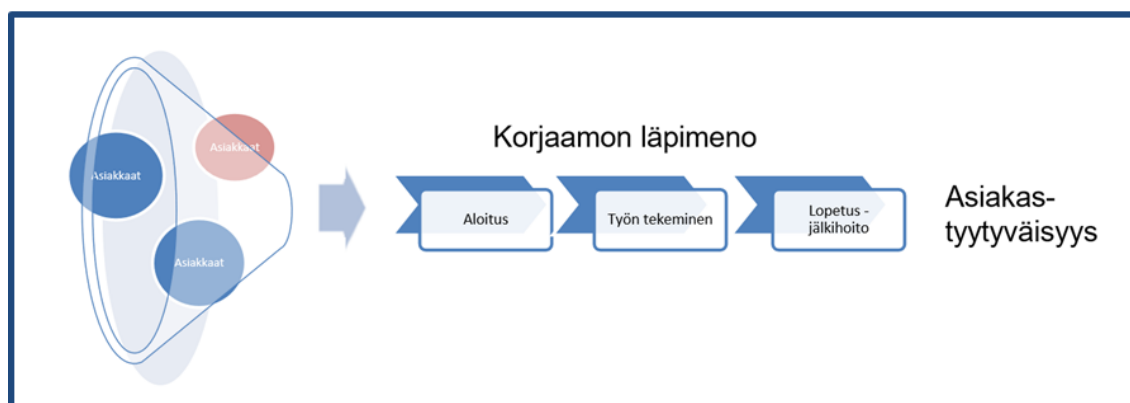 Asiakkaat
Asiakkaat
Asiakkaat
Korjaamon läpimeno
Aloitus
Työn tekeminen
Lopetus -
jälkihoito
Asiakas-
tyytyväisyys